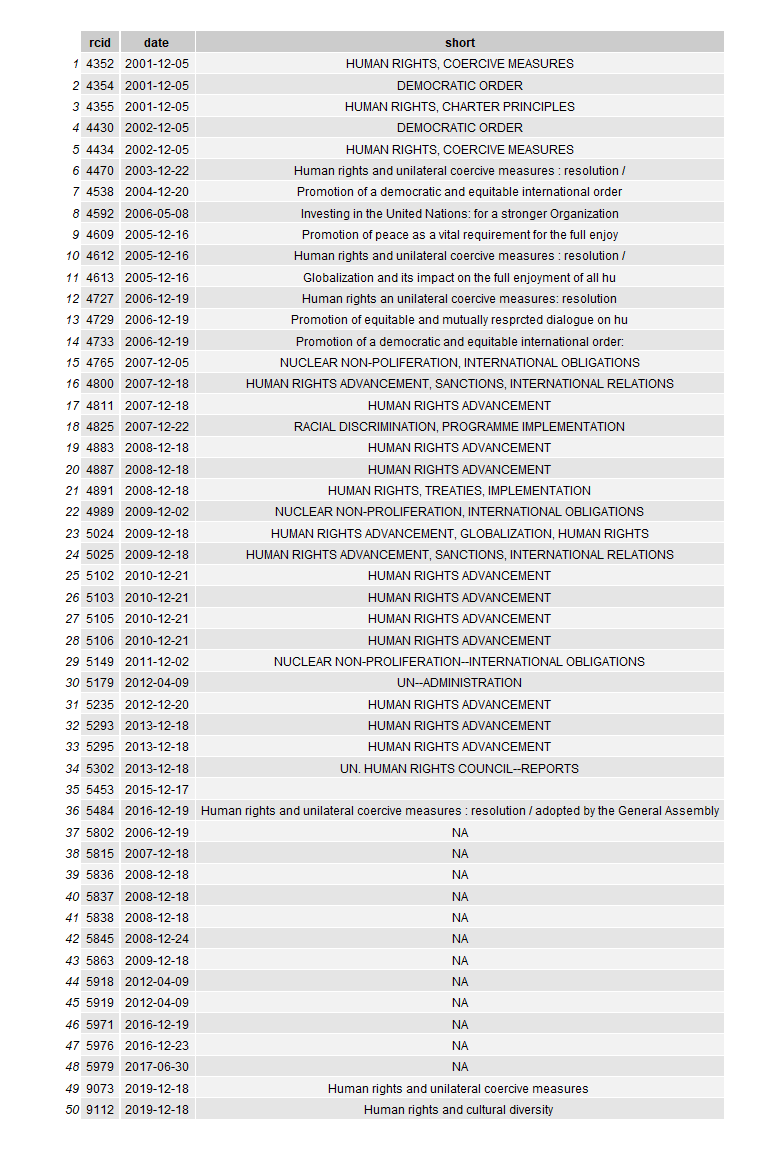 rcid date short
1 4352 2001-12-05 HUMAN RIGHTS, COERCIVE MEASURES
2 4354 2001-12-05 DEMOCRATIC ORDER
3 4355 2001-12-05 HUMAN RIGHTS, CHARTER PRINCIPLES
4 4430 2002-12-05 DEMOCRATIC ORDER
5 4434 2002-12-05 HUMAN RIGHTS, COERCIVE MEASURES
6 4470 2003-12-22 Human rights and unilateral coercive measures : resolution /
7 4538 2004-12-20 Promotion of a democratic and equitable international order
8 4592 2006-05-08 Investing in the United Nations: for a stronger Organization
9 4609 2005-12-16 Promotion of peace as a vital requirement for the full enjoy
10 4612 2005-12-16 Human rights and unilateral coercive measures : resolution /
11 4613 2005-12-16 Globalization and its impact on the full enjoyment of all hu
12 4727 2006-12-19 Human rights an unilateral coercive measures: resolution
13 4729 2006-12-19 Promotion of equitable and mutually resprcted dialogue on hu
14 4733 2006-12-19 Promotion of a democratic and equitable international order:
15 4765 2007-12-05 NUCLEAR NON-POLIFERATION, INTERNATIONAL OBLIGATIONS
16 4800 2007-12-18 HUMAN RIGHTS ADVANCEMENT, SANCTIONS, INTERNATIONAL RELATIONS
17 4811 2007-12-18 HUMAN RIGHTS ADVANCEMENT
18 4825 2007-12-22 RACIAL DISCRIMINATION, PROGRAMME IMPLEMENTATION
19 4883 2008-12-18 HUMAN RIGHTS ADVANCEMENT
20 4887 2008-12-18 HUMAN RIGHTS ADVANCEMENT
21 4891 2008-12-18 HUMAN RIGHTS, TREATIES, IMPLEMENTATION
22 4989 2009-12-02 NUCLEAR NON-PROLIFERATION, INTERNATIONAL OBLIGATIONS
23 5024 2009-12-18 HUMAN RIGHTS ADVANCEMENT, GLOBALIZATION, HUMAN RIGHTS
24 5025 2009-12-18 HUMAN RIGHTS ADVANCEMENT, SANCTIONS, INTERNATIONAL RELATIONS
25 5102 2010-12-21 HUMAN RIGHTS ADVANCEMENT
26 5103 2010-12-21 HUMAN RIGHTS ADVANCEMENT
27 5105 2010-12-21 HUMAN RIGHTS ADVANCEMENT
28 5106 2010-12-21 HUMAN RIGHTS ADVANCEMENT
29 5149 2011-12-02 NUCLEAR NON-PROLIFERATION--INTERNATIONAL OBLIGATIONS
30 5179 2012-04-09 UN--ADMINISTRATION
31 5235 2012-12-20 HUMAN RIGHTS ADVANCEMENT
32 5293 2013-12-18 HUMAN RIGHTS ADVANCEMENT
33 5295 2013-12-18 HUMAN RIGHTS ADVANCEMENT
34 5302 2013-12-18 UN. HUMAN RIGHTS COUNCIL--REPORTS
35 5453 2015-12-17
36 5484 2016-12-19 Human rights and unilateral coercive measures : resolution / adopted by the General Assembly
37 5802 2006-12-19 NA
38 5815 2007-12-18 NA
39 5836 2008-12-18 NA
40 5837 2008-12-18 NA
41 5838 2008-12-18 NA
42 5845 2008-12-24 NA
43 5863 2009-12-18 NA
44 5918 2012-04-09 NA
45 5919 2012-04-09 NA
46 5971 2016-12-19 NA
47 5976 2016-12-23 NA
48 5979 2017-06-30 NA
49 9073 2019-12-18 Human rights and unilateral coercive measures
50 9112 2019-12-18 Human rights and cultural diversity